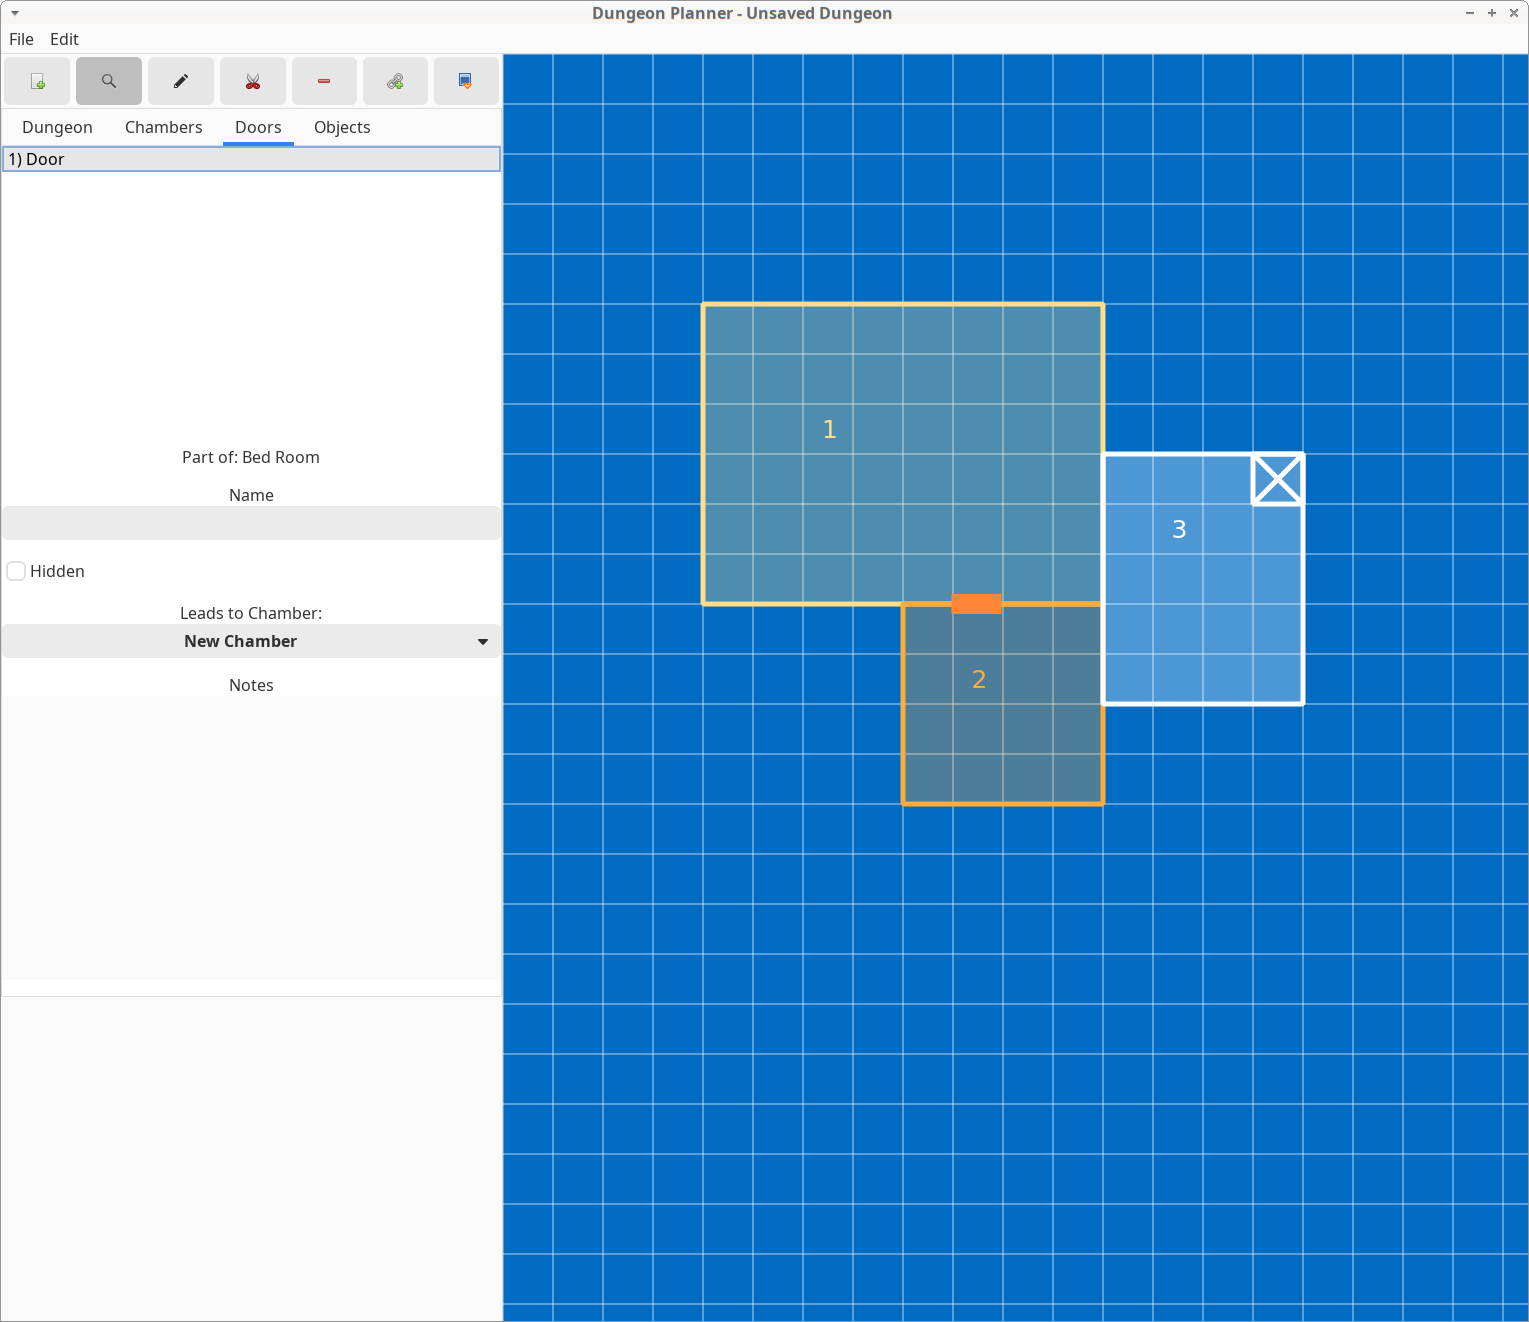 Dungeon Planner - Unsaved Dungeon
File Edit
Dungeon Chambers Doors Objects
1) Door
Part of: Bed Room
Name
Hidden
Leads to Chamber:
New Chamber
Notes
1
3
2